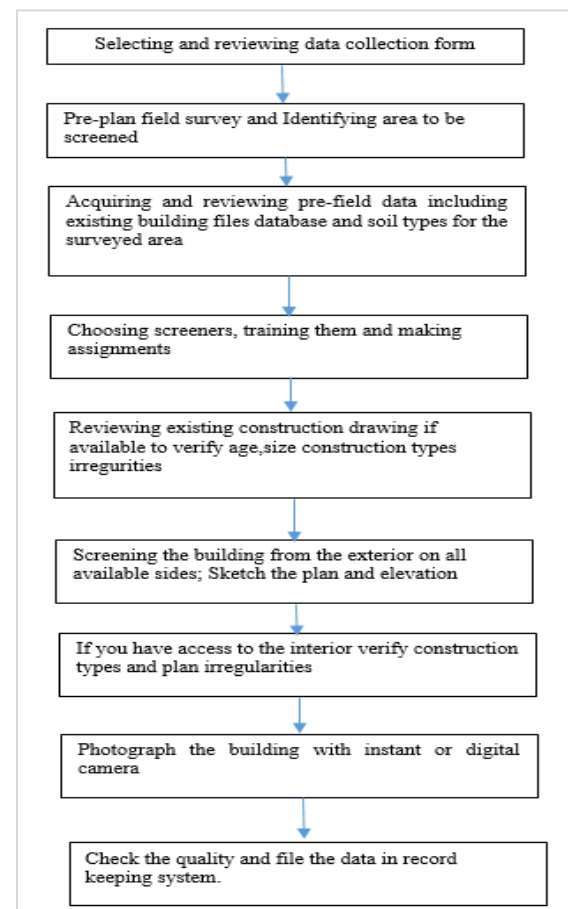 Selecting and reviewing data collection form
Pre-plan field survey and Identifying area to be
screened
Acquiring and reviewing pre-field data including
existing building files database and soil types for the
surveyed area
Choosing screeners, training them and making
assignments
Reviewing existing construction drawing if
available to verify age,size construction types
irregurities
Screening the building from the exterior on all
available sides; Sketch the plan and elevation
If you have access to the interior verify construction
types and plan irregularities
Photograph the building with instant or digital
camera
Check the quality and file the data in record
keeping system.